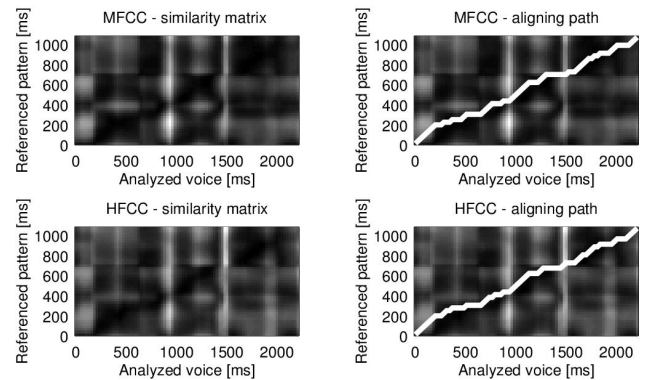 MFCC - similarity matrix
Referenced pattern [ms]
1000
800
600
400
200
0
0 500 1000 1500 2000
Analyzed voice [ms]
MFCC - aligning path
Referenced pattern [ms]
1000
800
600
400
200
0
0 500 1000 1500 2000
Analyzed voice [ms]
HFCC - similarity matrix
Referenced pattern [ms]
1000
800
600
400
200
0
0 500 1000 1500 2000
Analyzed voice [ms]
HFCC - aligning path
Referenced pattern [ms]
1000
800
600
400
200
0
0 500 1000 1500 2000
Analyzed voice [ms]